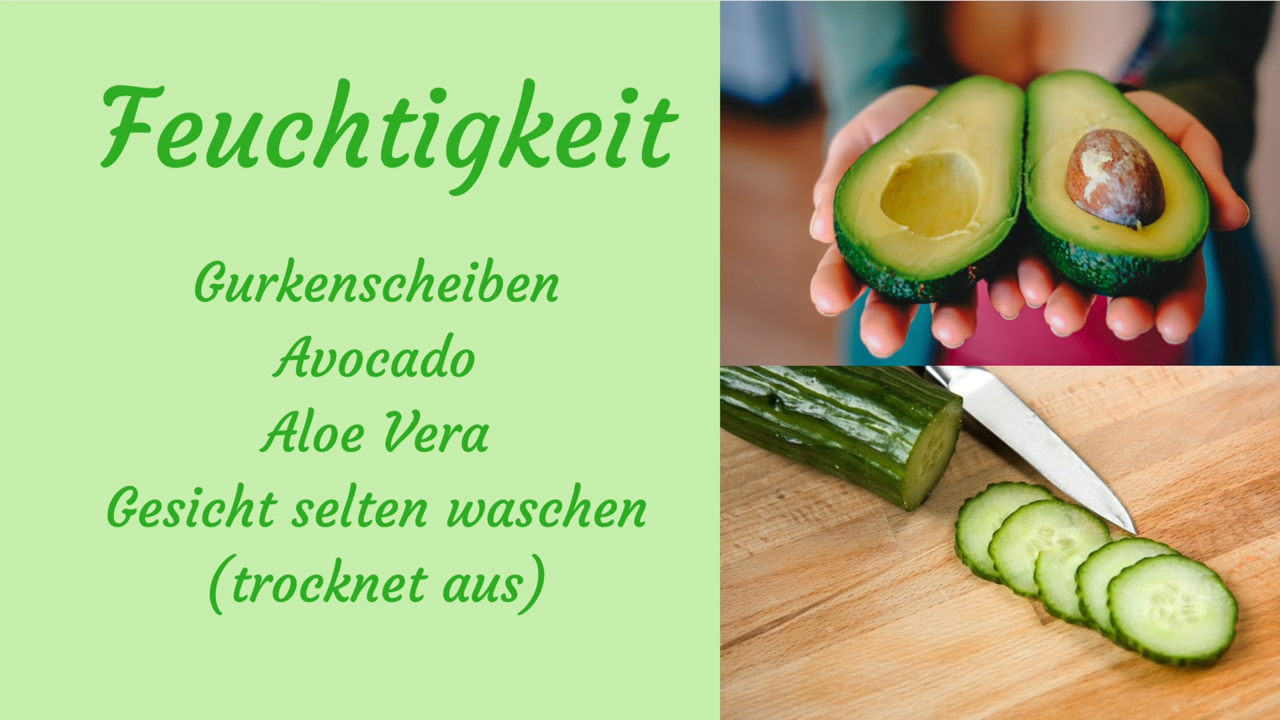 Feuchtigkeit
Gurkenscheiben
Avocado
Aloe Vera
Gesicht selten waschen
(trocknet aus)